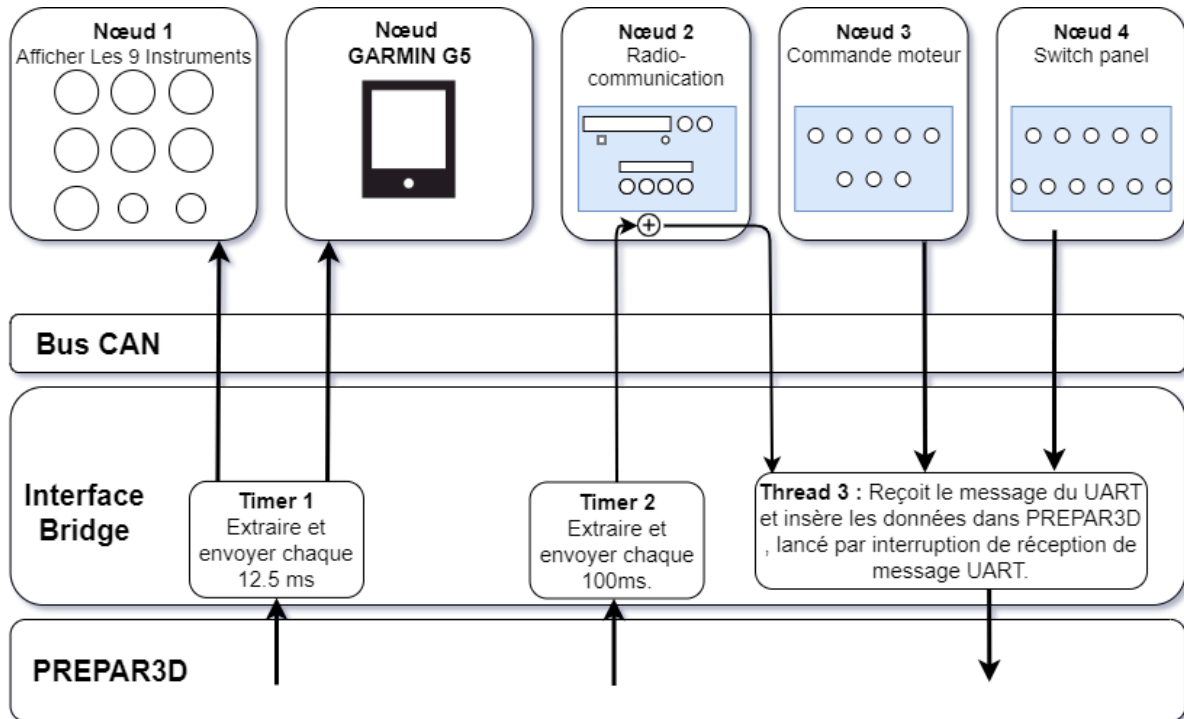 Nœud 1
Afficher Les 9 Instruments
Nœud
GARMIN G5
Nœud 2
Radio-
communication
Nœud 3
Commande moteur
Nœud 4
Switch panel
Bus CAN
Interface
Bridge
Timer 1
Extraire et
envoyer chaque
12.5 ms
Timer 2
Extraire et
envoyer chaque
100ms.
Thread 3 : Reçoit le message du UART
et insère les données dans PREPAR3D
, lancé par interruption de réception de
message UART.
PREPAR3D